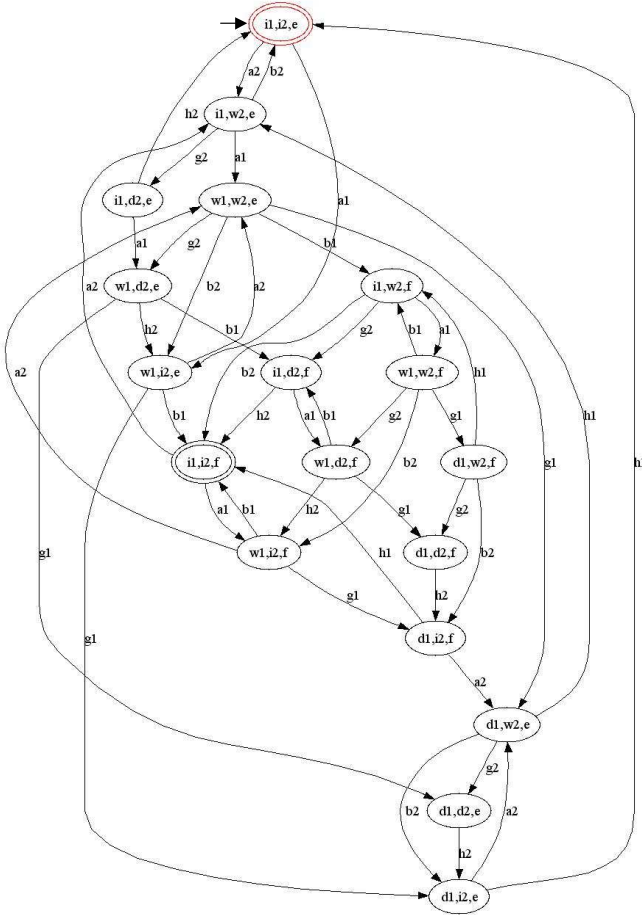 i1,i2,e
a2
b2
i1,w2,e
h2
g2
a1
i1,d2,e
w1,w2,e
a1
a1
g2
b1
w1,d2,e
b2
a2
i1,w2,f
a2
h2
b1
g2
b1
a1
w1,i2,e
b2
i1,d2,f
w1,w2,f
h1
a2
b1
h2
a1
b1
g2
g1
h1
i1,i2,f
w1,d2,f
b2
d1,w2,f
g1
h1
a1
b1
h2
g1
g2
w1,i2,f
h1
d1,d2,f
b2
g1
g1
h2
g1
d1,i2,f
a2
d1,w2,e
g2
b2
d1,d2,e
a2
h2
d1,i2,e